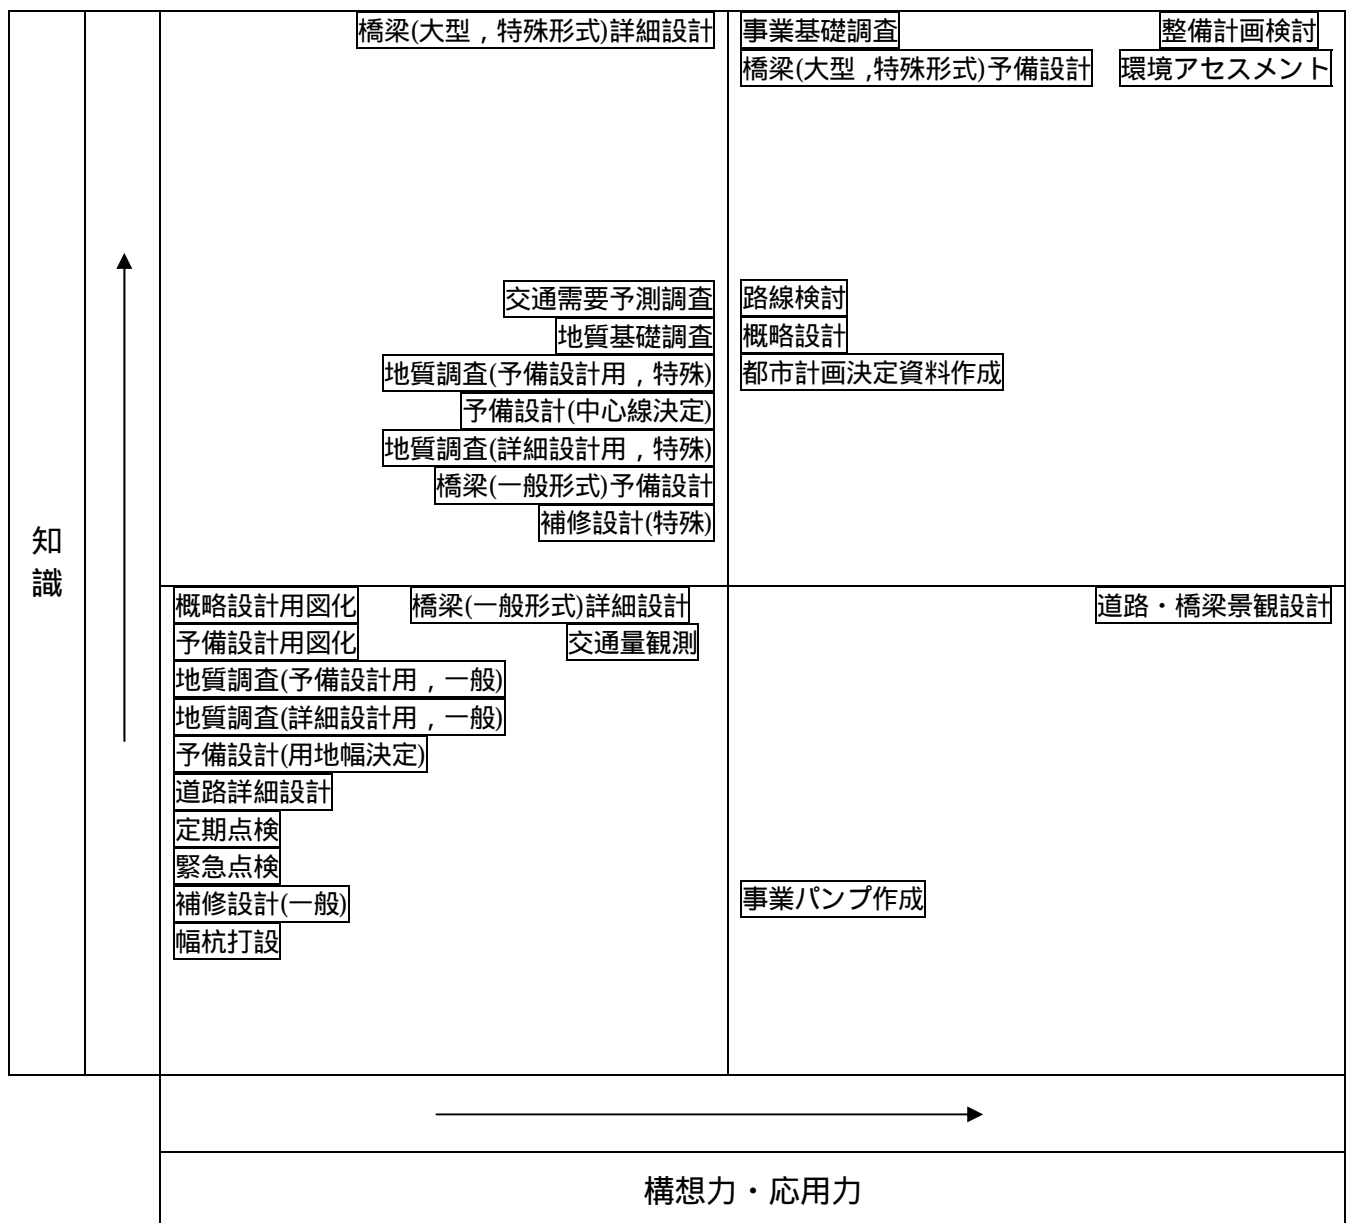 橋梁(大型，特殊形式)詳細設計
事業基礎調査
整備計画検討
橋梁(大型，特殊形式)予備設計
環境アセスメント
交通需要予測調査
地質基礎調査
地質調査(予備設計用，特殊)
予備設計(中心線決定)
地質調査(詳細設計用，特殊)
橋梁(一般形式)予備設計
補修設計(特殊)
路線検討
概略設計
都市計画決定資料作成
知
識
概略設計用図化
橋梁(一般形式)詳細設計
予備設計用図化
交通量観測
地質調査(予備設計用，一般)
地質調査(詳細設計用，一般)
予備設計(用地幅決定)
道路詳細設計
定期点検
緊急点検
補修設計(一般)
幅杭打設
道路・橋梁景観設計
事業パンプ作成
構想力・応用力